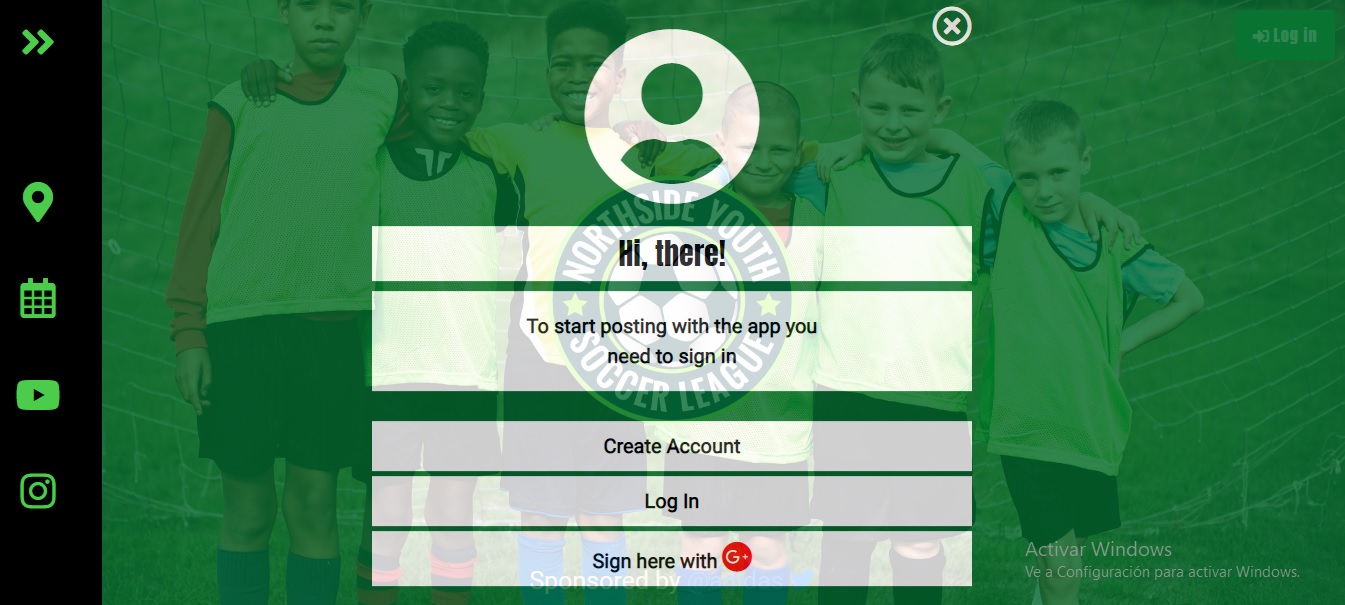 Log in
NORTHSIDE YOUTH
SOCCER LEAGUE
Hi, there!
To start posting with the app you
need to sign in
Create Account
Log In
Sign here with G+
Sponsored by adidas
Activar Windows
Ve a Configuración para activar Windows.